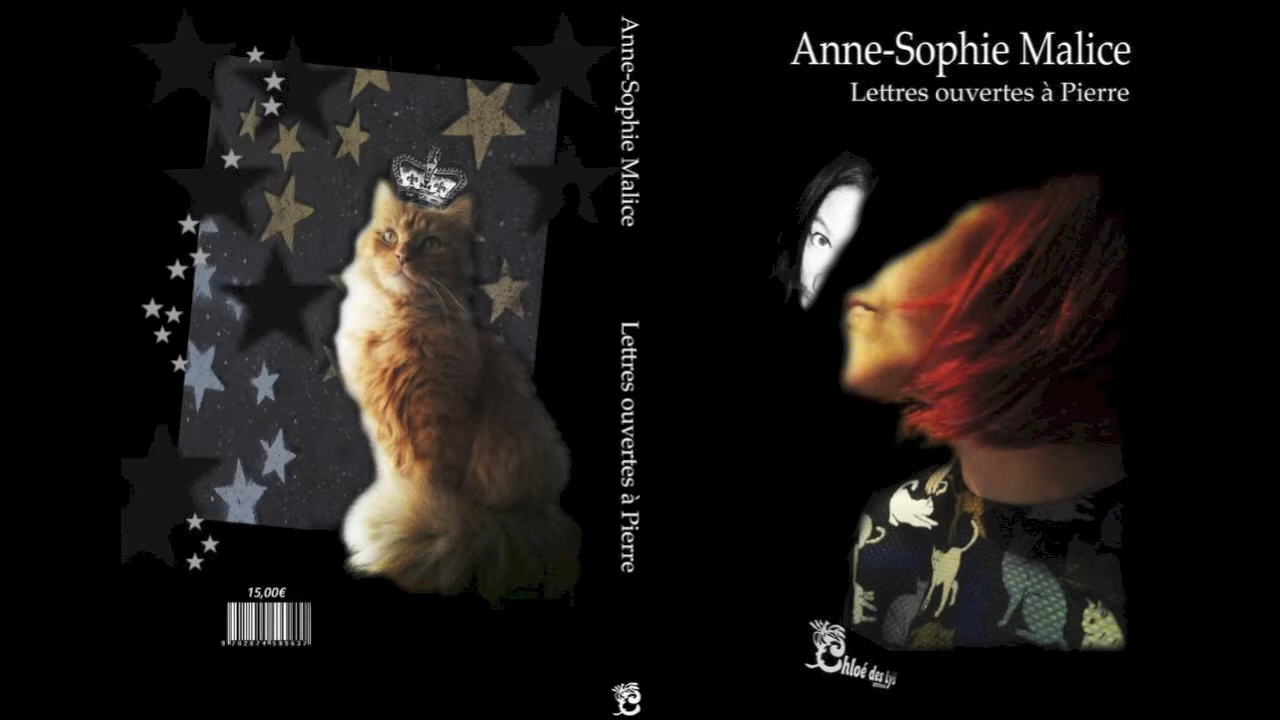 Anne-Sophie Malice
Lettres ouvertes à Pierre
Anne-Sophie Malice
Lettres ouvertes à Pierre
15,00€
Chloé des lys